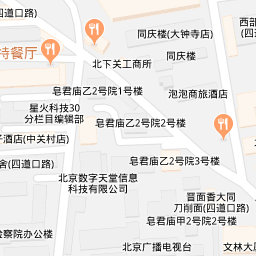 四道口路)
西部
(四
同庆楼(大钟寺店)
同庆楼
特餐厅
北下关工商所
皂君庙乙2号院1号楼
泡泡商旅酒店
星火科技30
分栏目编辑部
皂君庙乙2号院2号楼
子酒店(中关村店)
皂君庙乙2号院3号楼
舍(四道口路)
北京数字天堂信息
科技有限公司
晋面香大同
刀削面(四道口
皂君庙甲2号院
检察院办公楼
北京广播电视台
文林大